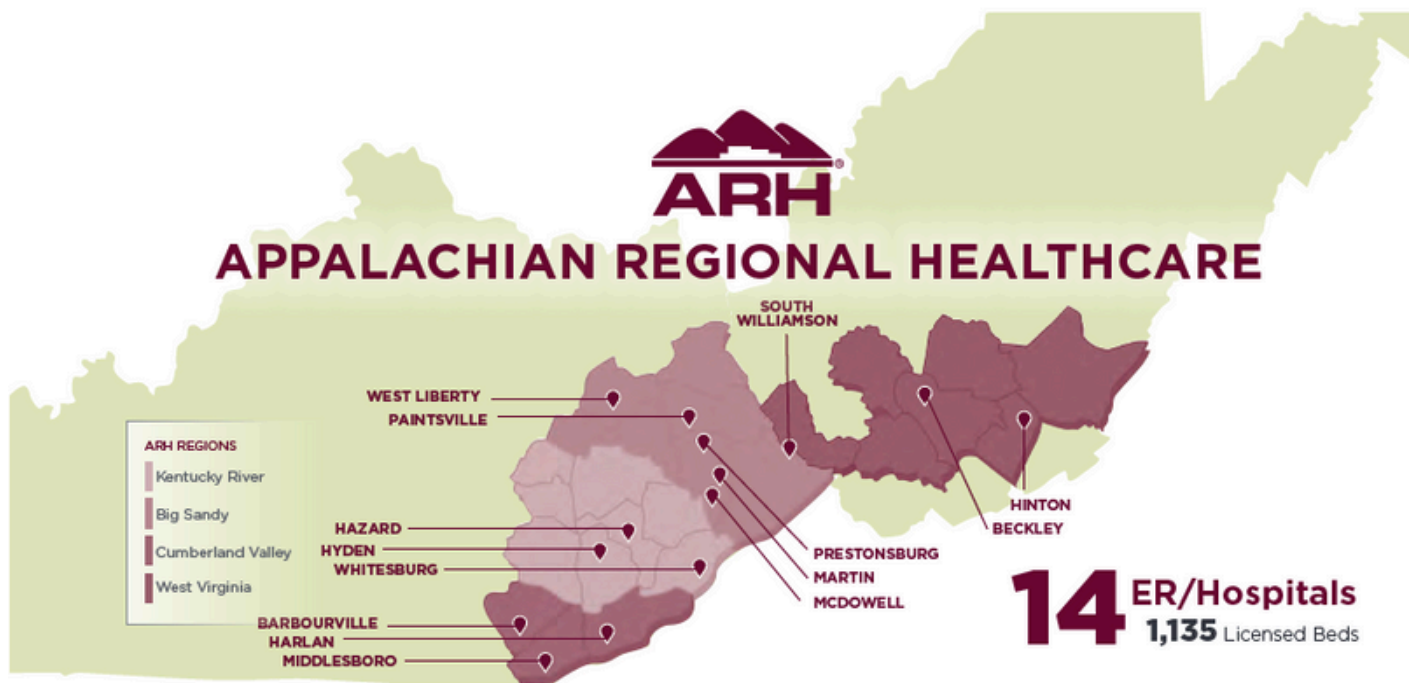 ARH
®
APPALACHIAN REGIONAL HEALTHCARE
SOUTH
WILLIAMSON
WEST LIBERTY
PAINTSVILLE
ARH REGIONS
Kentucky River
Big Sandy
Cumberland Valley
West Virginia
HAZARD
HYDEN
WHITESBURG
BARBOURVILLE
HARLAN
MIDDLESBORO
PRESTONSBURG
MARTIN
MCDOWELL
HINTON
BECKLEY
14 ER/Hospitals
1,135 Licensed Beds